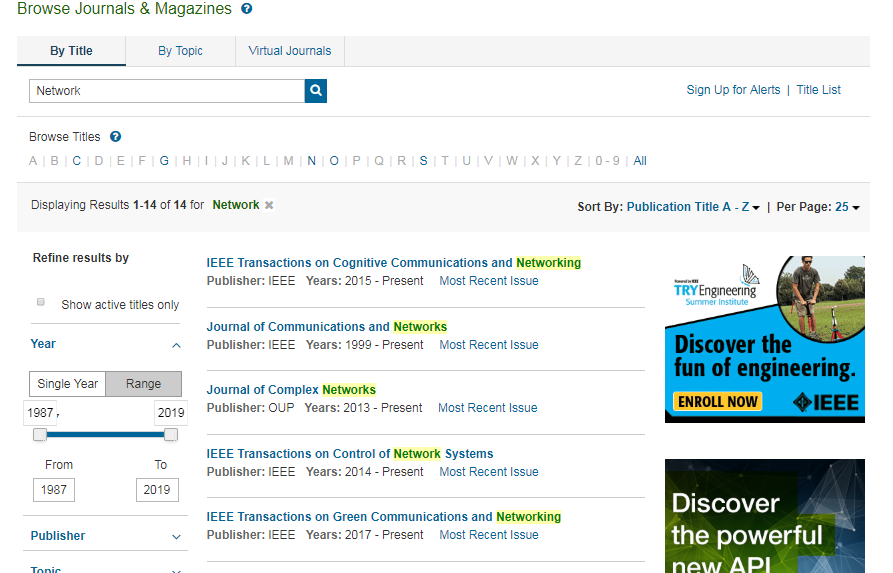 Browse Journals & Magazines ?
By Title By Topic Virtual Journals
Network
Sign Up for Alerts | Title List
Browse Titles ?
A | B | C | D | E | F | G | H | I | J | K | L | M | N | O | P | Q | R | S | T | U | V | W | X | Y | Z | 0-9 | All
Displaying Results 1-14 of 14 for Network ×
Sort By: Publication Title A - Z | Per Page: 25
Refine results by
Show active titles only
Year
Single Year Range
1987 2019
From To
1987 2019
Publisher
Topic
IEEE Transactions on Cognitive Communications and Networking
Publisher: IEEE Years: 2015 - Present Most Recent Issue
Journal of Communications and Networks
Publisher: IEEE Years: 1999 - Present Most Recent Issue
Journal of Complex Networks
Publisher: OUP Years: 2013 - Present Most Recent Issue
IEEE Transactions on Control of Network Systems
Publisher: IEEE Years: 2014 - Present Most Recent Issue
IEEE Transactions on Green Communications and Networking
Publisher: IEEE Years: 2017 - Present Most Recent Issue
Powered by IEEE
TRYEngineering
Summer Institute
Discover the
fun of engineering.
ENROLL NOW
IEEE
Discover
the powerful
new API